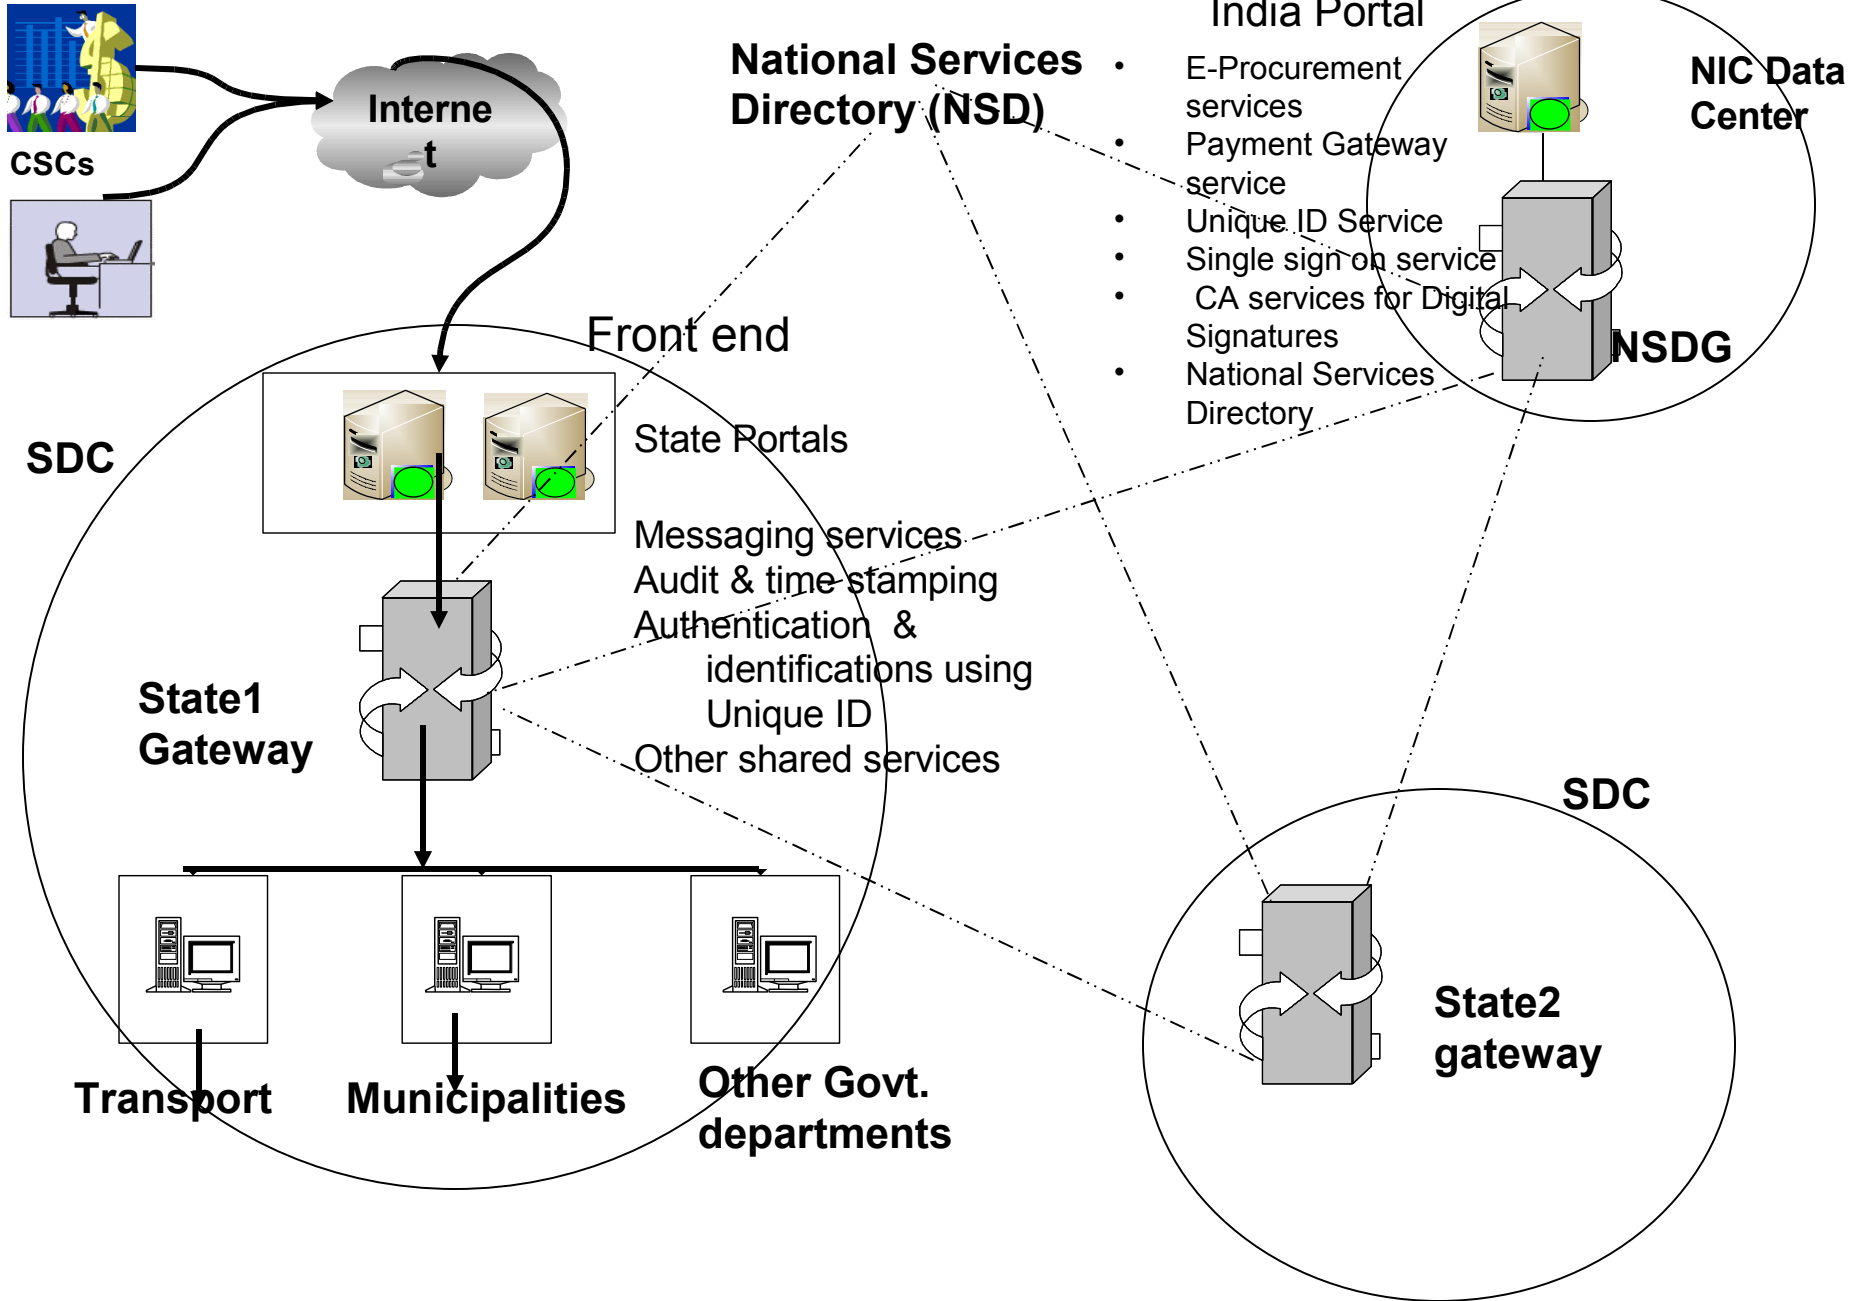 India Portal
National Services
Directory (NSD)
• E-Procurement
services
• Payment Gateway
service
• Unique ID Service
• Single sign on service
• CA services for Digital
Signatures
• National Services
Directory
NIC Data
Center
NSDG
Interne
t
CSCs
Front end
SDC
State Portals
Messaging services
Audit & time stamping
Authentication &
identifications using
Unique ID
Other shared services
State1
Gateway
Transport
Municipalities
Other Govt.
departments
SDC
State2
gateway